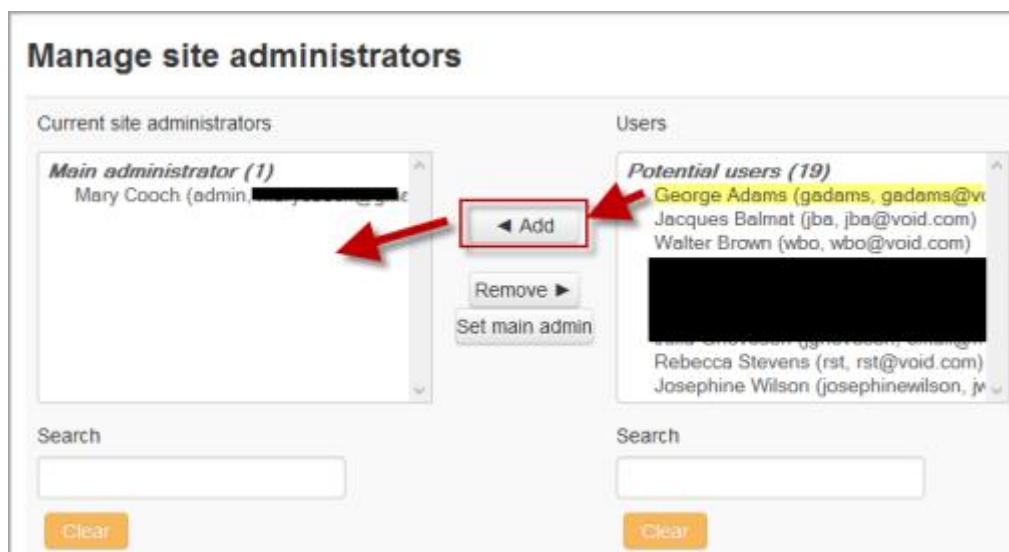 Manage site administrators
Current site administrators
Main administrator (1)
Mary Cooch (admin,
◄ Add
Remove ►
Set main admin
Users
Potential users (19)
George Adams (gadams, gadams@v
Jacques Balmat (jba, jba@void.com)
Walter Brown (wbo, wbo@void.com)
Rebecca Stevens (rst, rst@void.com)
Josephine Wilson (josephinewilson, jw
Search
Clear
Search
Clear